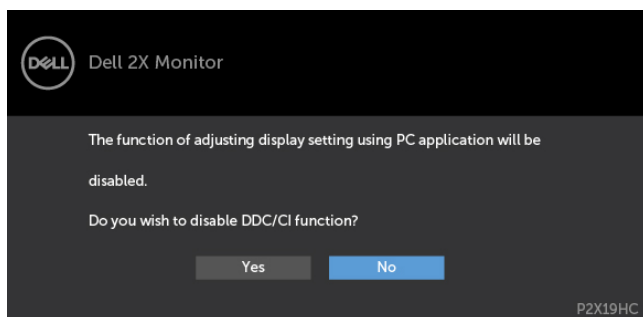 DELL
Dell 2X Monitor
The function of adjusting display setting using PC application will be
disabled.
Do you wish to disable DDC/CI function?
Yes No
P2X19HC